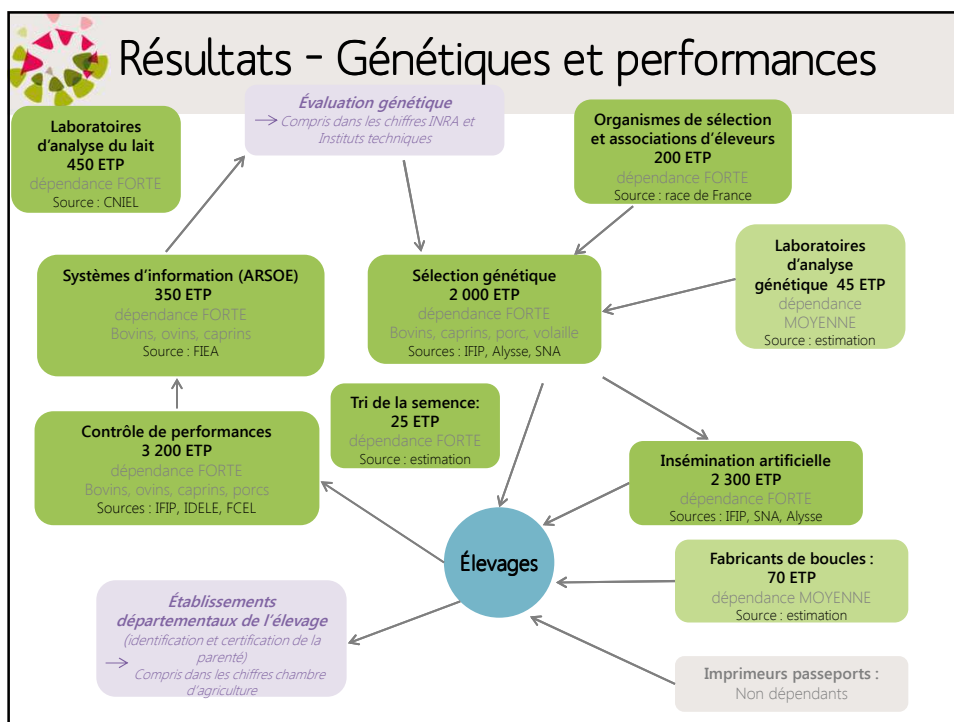 Résultats - Génétiques et performances
Évaluation génétique
→ Compris dans les chiffres INRA et
Instituts techniques
Laboratoires
d'analyse du lait
450 ETP
dépendance FORTE
Source : CNIEL
Organismes de sélection
et associations d'éleveurs
200 ETP
dépendance FORTE
Source : race de France
Systèmes d'information (ARSOE)
350 ETP
dépendance FORTE
Bovins, ovins, caprins
Source : FIEA
Sélection génétique
2 000 ETP
dépendance FORTE
Bovins, caprins, porc, volaille
Sources : IFIP, Alysse, SNA
Laboratoires
d'analyse
génétique 45 ETP
dépendance
MOYENNE
Source : estimation
Tri de la semence:
25 ETP
dépendance FORTE
Source : estimation
Contrôle de performances
3 200 ETP
dépendance FORTE
Bovins, ovins, caprins, porcs
Sources : IFIP, IDELE, FCEL
Insémination artificielle
2 300 ETP
dépendance FORTE
Sources : IFIP, SNA, Alysse
Élevages
Fabricants de boucles :
70 ETP
dépendance MOYENNE
Source : estimation
Établissements
départementaux de l'élevage
(identification et certification de la
parenté)
→ Compris dans les chiffres chambre
d'agriculture
Imprimeurs passeports :
Non dépendants